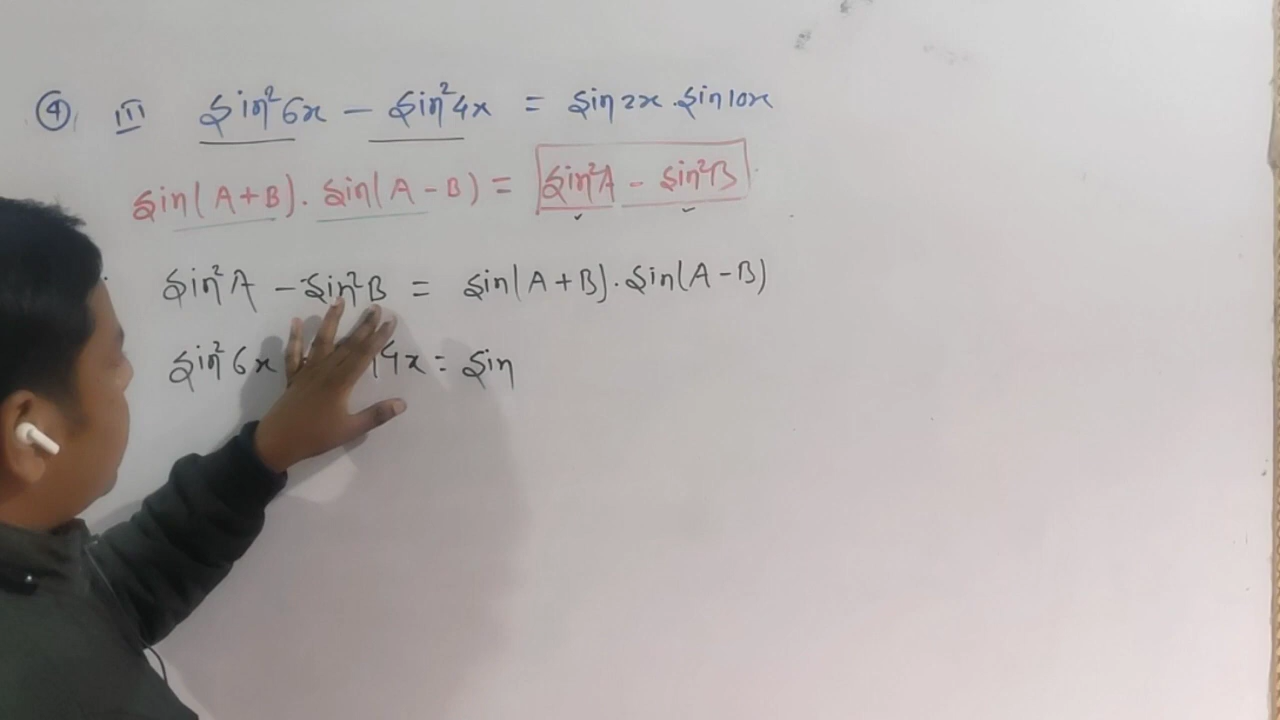 ④ III sin²6x − sin²4x = sin2x . sin10x
sin(A+B). sin(A−B) = sin²A − sin²B
sin²A − sin²B = sin(A+B). sin(A−B)
sin²6x 4x = sin